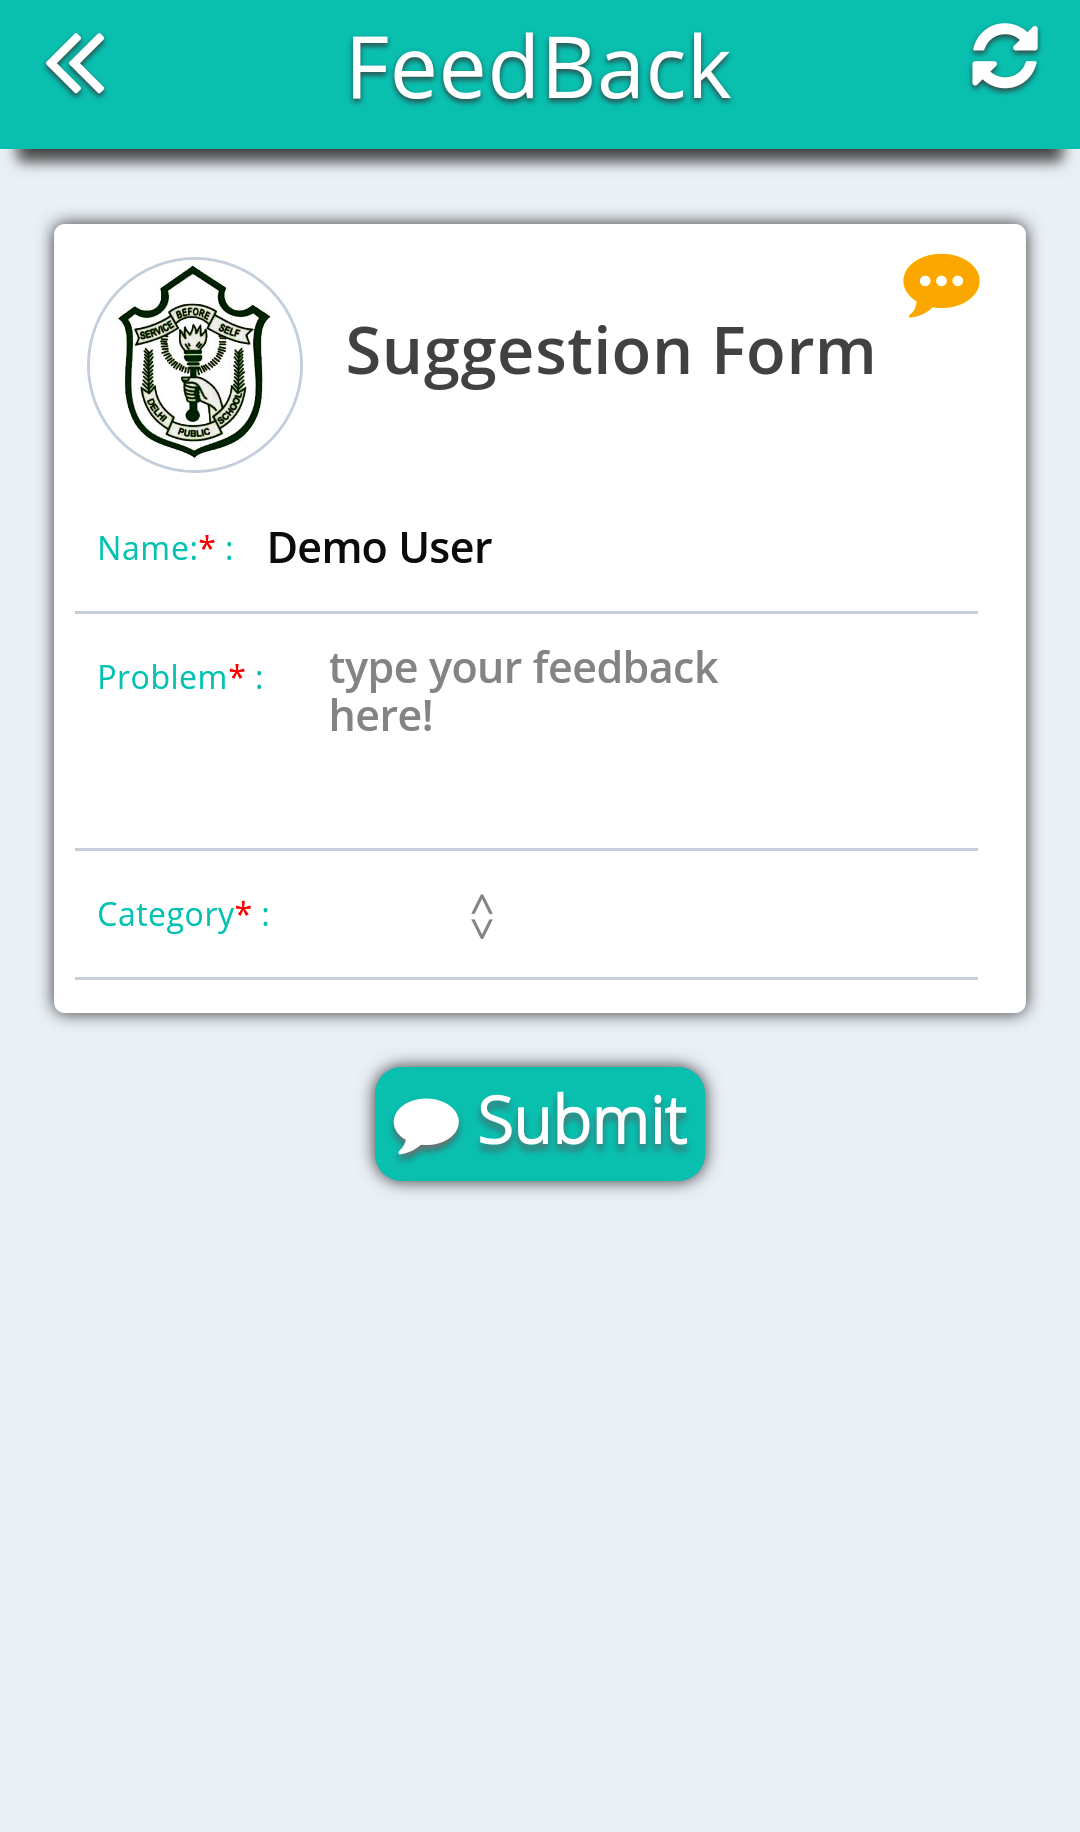 FeedBack
SERVICE BEFORE SELF
DELHI PUBLIC SCHOOL
Suggestion Form
Name:* : Demo User
Problem* : type your feedback
here!
Category* :
Submit